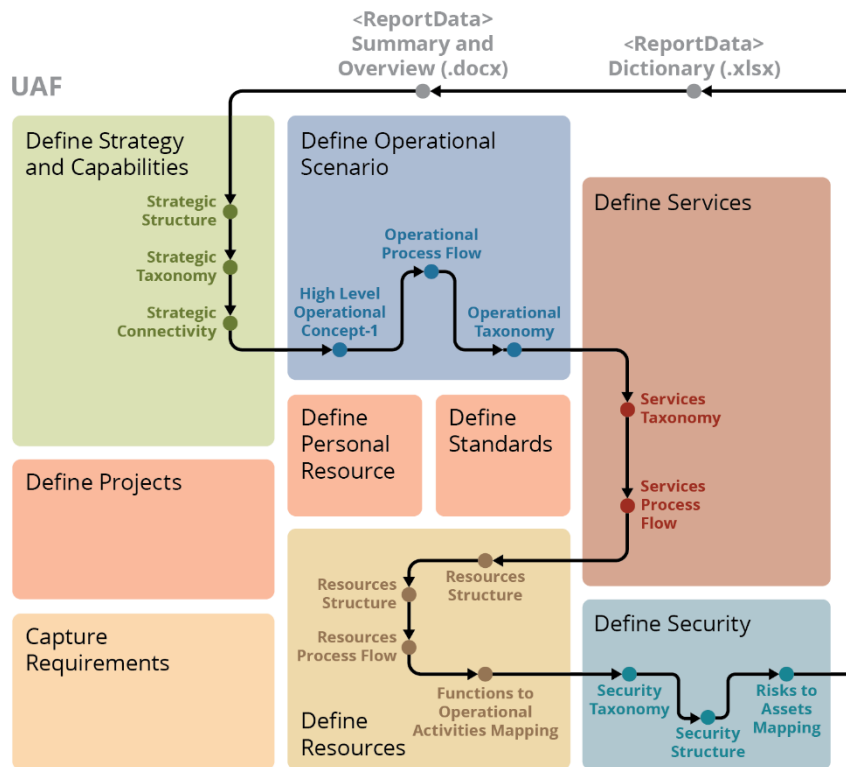 <ReportData>
Summary and
Overview (.docx)
<ReportData>
Dictionary (.xlsx)
UAF
Define Strategy
and Capabilities
Strategic
Structure
Strategic
Taxonomy
Strategic
Connectivity
Define Operational
Scenario
Operational
Process Flow
High Level
Operational
Concept-1
Operational
Taxonomy
Define Services
Services
Taxonomy
Services
Process
Flow
Define
Personal
Resource
Define
Standards
Define Projects
Capture
Requirements
Resources
Structure
Resources
Structure
Resources
Process Flow
Functions to
Operational
Activities Mapping
Define
Resources
Define Security
Security
Taxonomy
Security
Structure
Risks to
Assets
Mapping